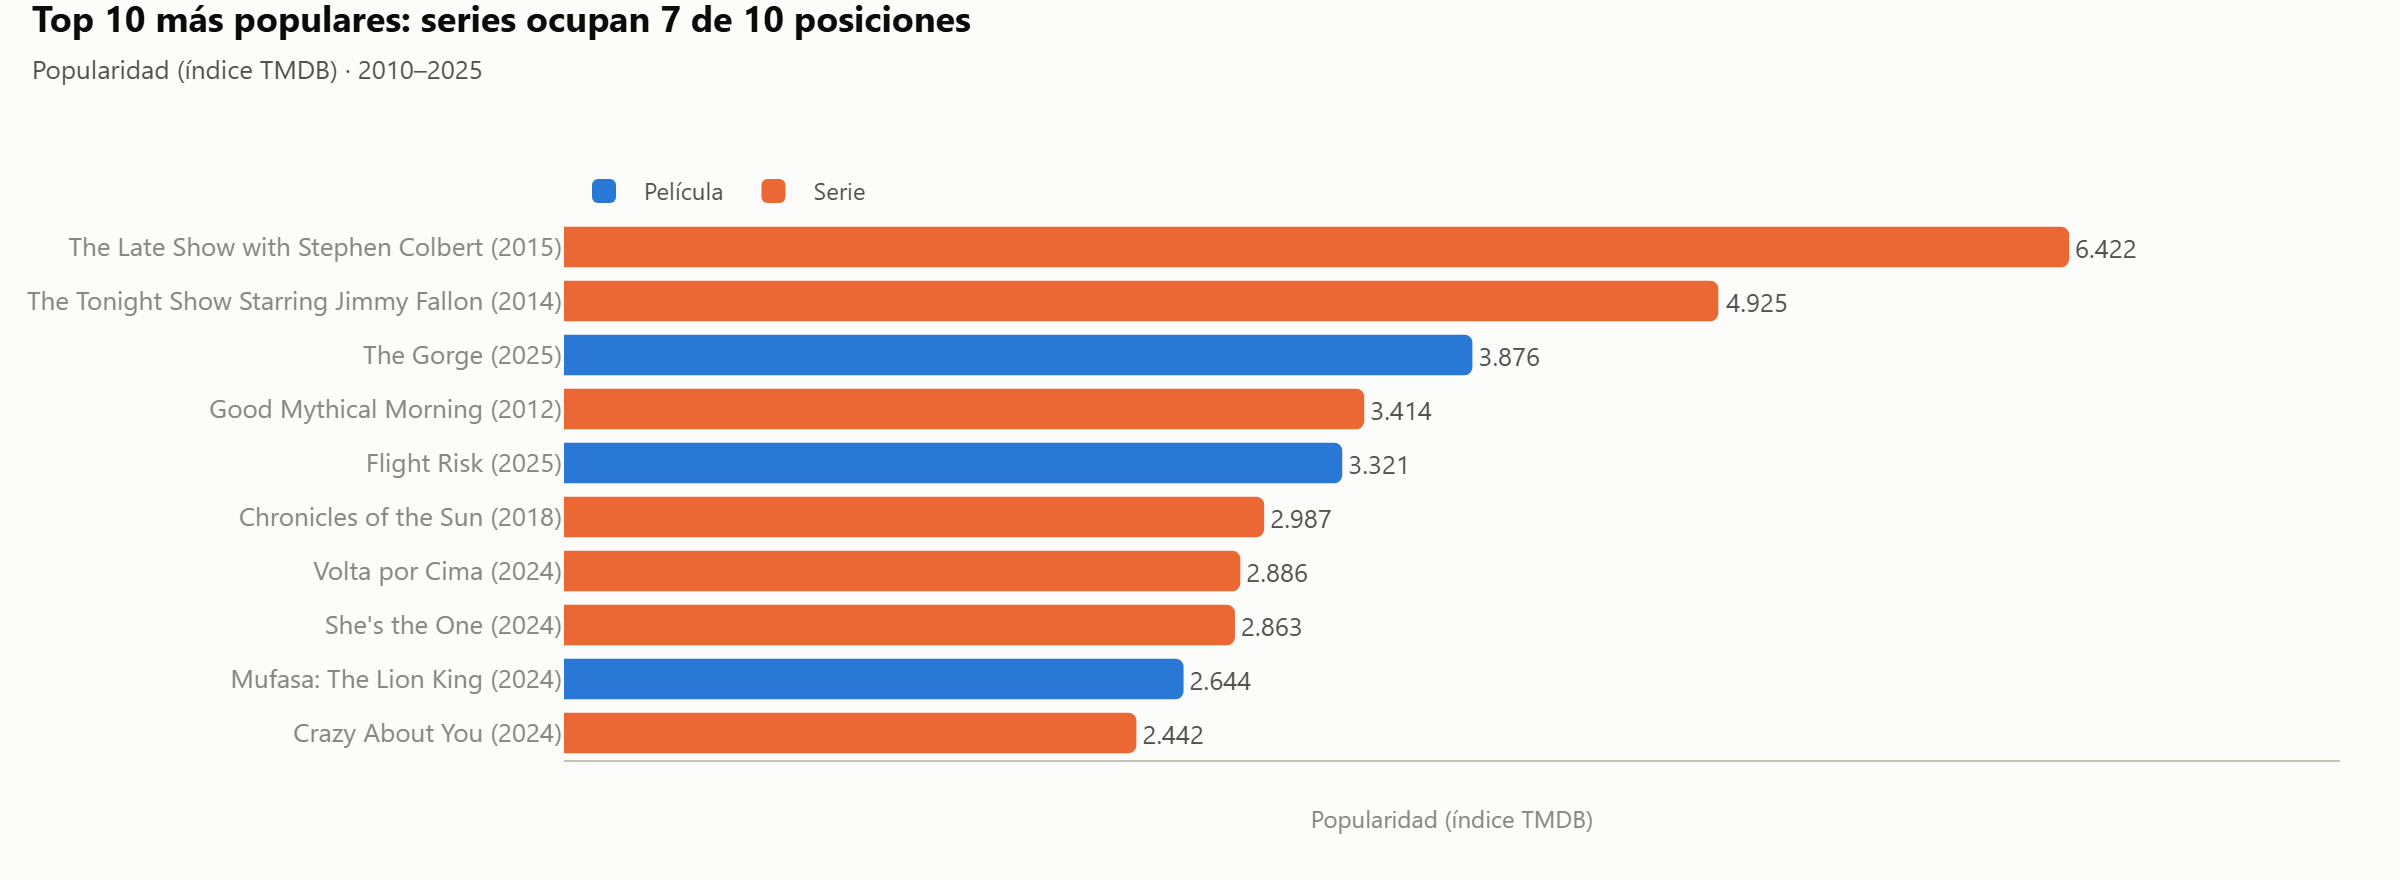 Top 10 más populares: series ocupan 7 de 10 posiciones
Popularidad (índice TMDB) · 2010–2025
Película Serie
The Late Show with Stephen Colbert (2015) 6.422
The Tonight Show Starring Jimmy Fallon (2014) 4.925
The Gorge (2025) 3.876
Good Mythical Morning (2012) 3.414
Flight Risk (2025) 3.321
Chronicles of the Sun (2018) 2.987
Volta por Cima (2024) 2.886
She's the One (2024) 2.863
Mufasa: The Lion King (2024) 2.644
Crazy About You (2024) 2.442
Popularidad (índice TMDB)